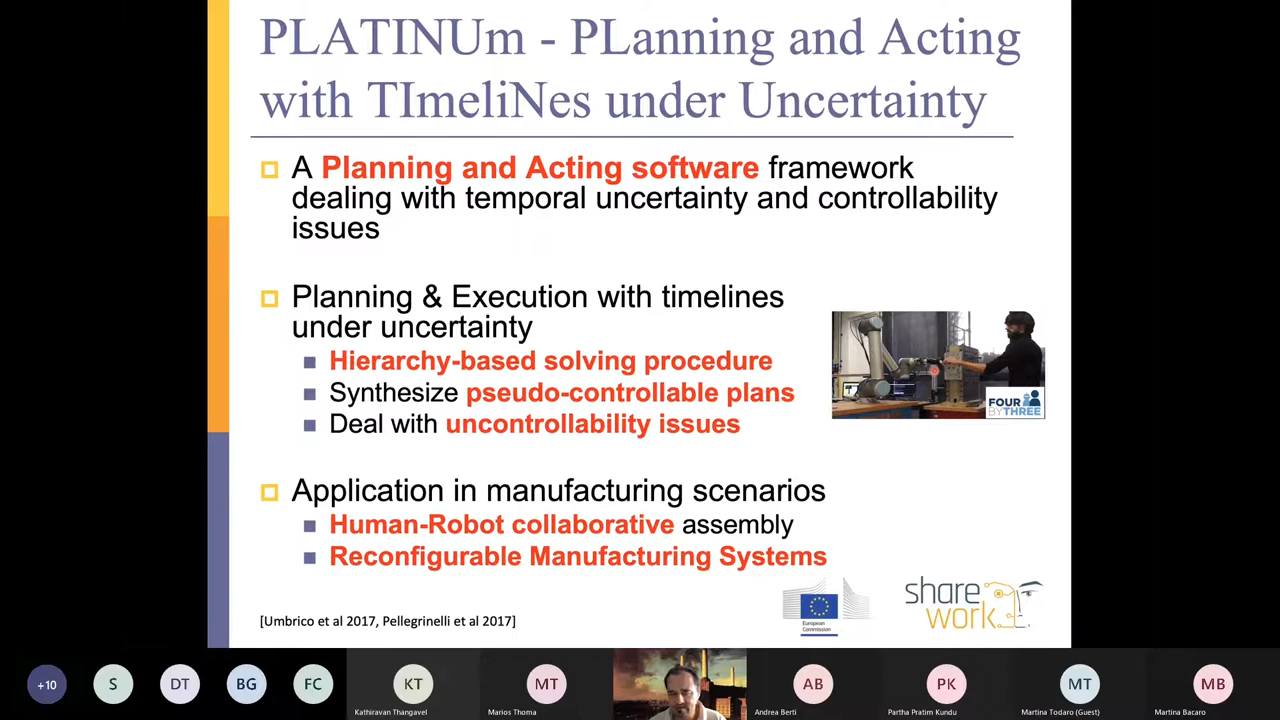 PLATINUm - PLanning and Acting
with TImeliNes under Uncertainty
A Planning and Acting software framework
dealing with temporal uncertainty and controllability
issues
Planning & Execution with timelines
under uncertainty
Hierarchy-based solving procedure
Synthesize pseudo-controllable plans
Deal with uncontrollability issues
FOUR
BYTHREE
Application in manufacturing scenarios
Human-Robot collaborative assembly
Reconfigurable Manufacturing Systems
European
Commission
share
work
[Umbrico et al 2017, Pellegrinelli et al 2017]
+10
S
DT
BG
FC
KT
MT
AB
PK
MT
MB
Kathiravan Thangavel
Marios Thoma
Andrea Berti
Partha Pratim Kundu
Martina Todaro (Guest)
Martina Bacaro